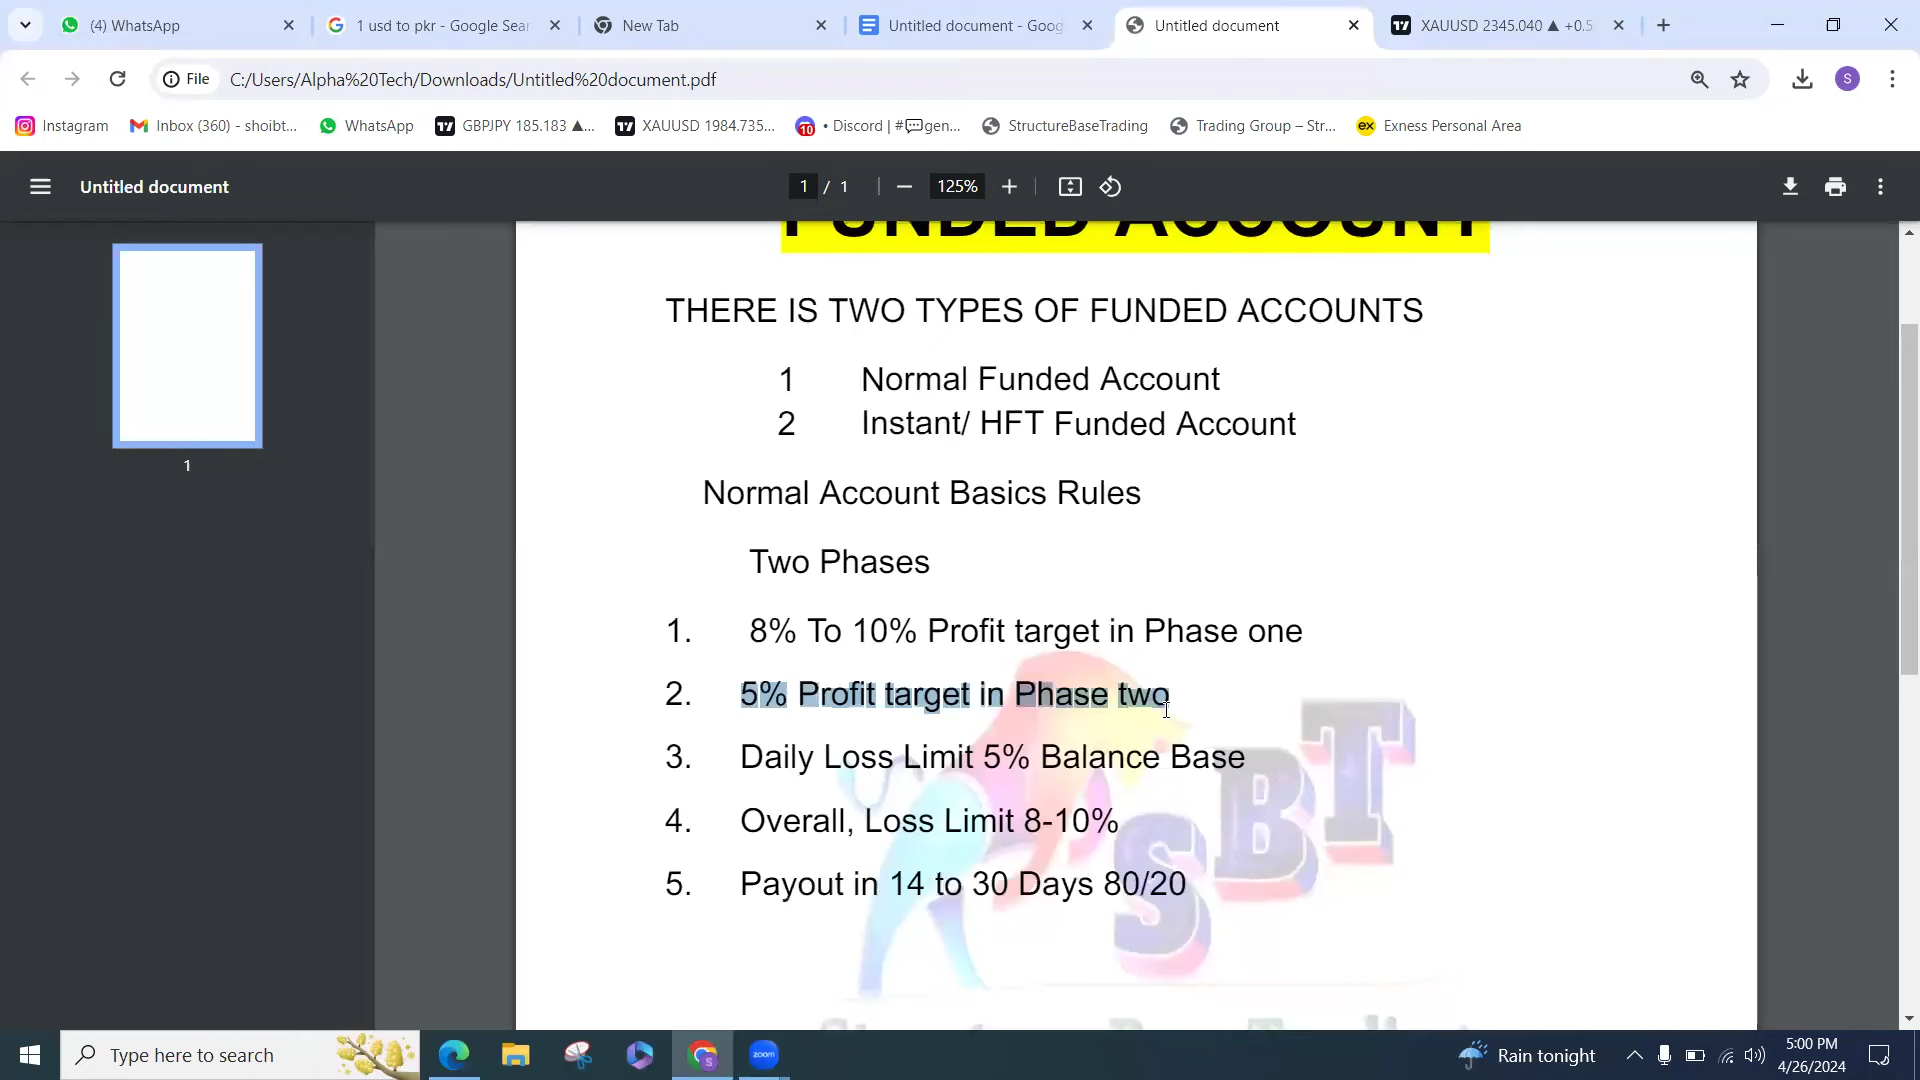 (4) WhatsApp
1 usd to pkr - Google Sear
New Tab
Untitled document - Goog
Untitled document
XAUUSD 2345.040 ▲ +0.5
File
C:/Users/Alpha%20Tech/Downloads/Untitled%20document.pdf
S
Instagram
Inbox (360) - shoibt...
WhatsApp
GBPJPY 185.183 ▲...
XAUUSD 1984.735...
10
• Discord | #💬gen...
StructureBaseTrading
Trading Group – Str...
ex
Exness Personal Area
Untitled document
1 / 1
125%
FUNDED ACCOUNT
THERE IS TWO TYPES OF FUNDED ACCOUNTS
1 Normal Funded Account
2 Instant/ HFT Funded Account
Normal Account Basics Rules
Two Phases
1. 8% To 10% Profit target in Phase one
2. 5% Profit target in Phase two
3. Daily Loss Limit 5% Balance Base
4. Overall, Loss Limit 8-10%
5. Payout in 14 to 30 Days 80/20
SBT
1
Type here to search
zoom
Rain tonight
5:00 PM
4/26/2024